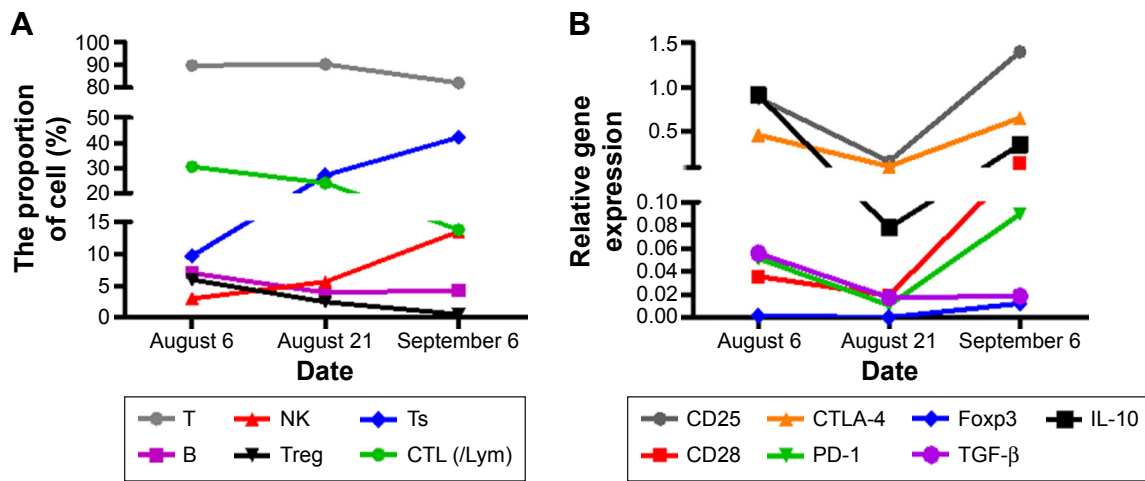 A
The proportion
of cell (%)
100
90
80
50
40
30
20
15
10
5
0
August 6 August 21 September 6
Date
T NK Ts
B Treg CTL (/Lym)
B
Relative gene
expression
1.5
1.0
0.5
0.10
0.08
0.06
0.04
0.02
0.00
August 6 August 21 September 6
Date
CD25 CTLA-4 Foxp3 IL-10
CD28 PD-1 TGF-β